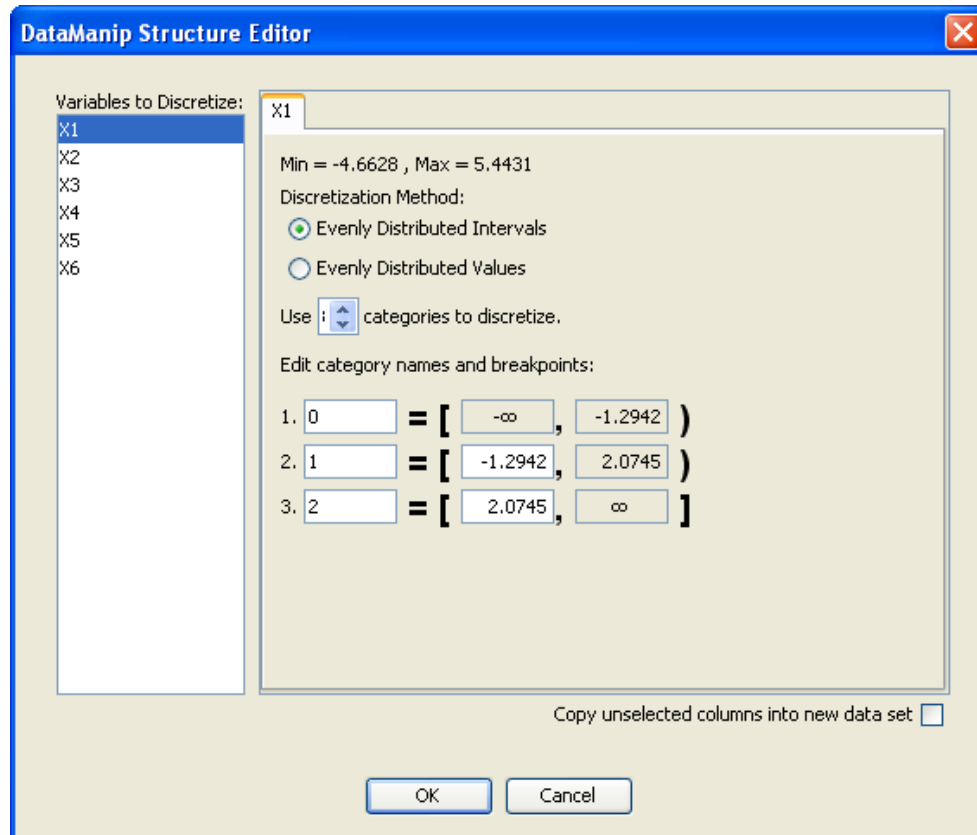 DataManip Structure Editor
Variables to Discretize:
X1
X2
X3
X4
X5
X6
X1
Min = -4.6628 , Max = 5.4431
Discretization Method:
Evenly Distributed Intervals
Evenly Distributed Values
Use categories to discretize.
Edit category names and breakpoints:
1. 0 = [ -∞ , -1.2942 )
2. 1 = [ -1.2942 , 2.0745 )
3. 2 = [ 2.0745 , ∞ ]
Copy unselected columns into new data set
OK Cancel